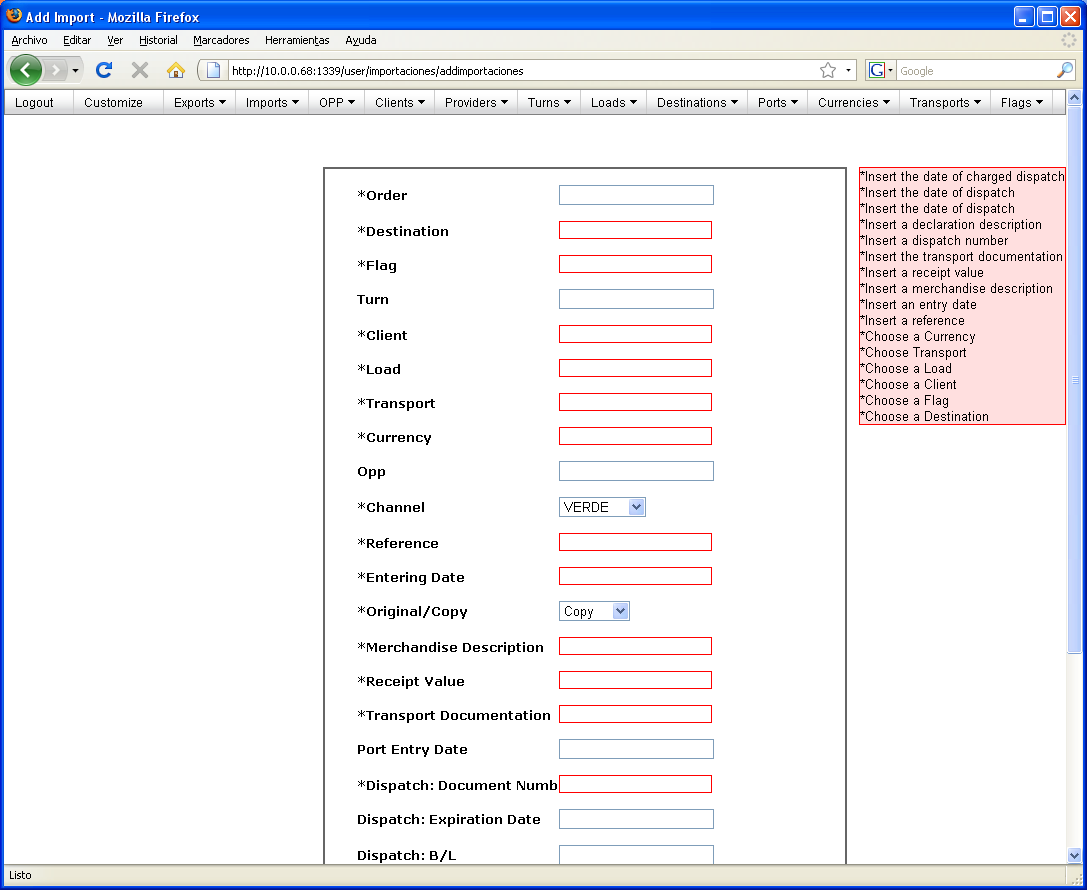 Add Import - Mozilla Firefox
Archivo Editar Ver Historial Marcadores Herramientas Ayuda
http://10.0.0.68:1339/user/importaciones/addimportaciones
G Google
Logout Customize Exports Imports OPP Clients Providers Turns Loads Destinations Ports Currencies Transports Flags
*Order
*Destination
*Flag
Turn
*Client
*Load
*Transport
*Currency
Opp
*Channel VERDE
*Reference
*Entering Date
*Original/Copy Copy
*Merchandise Description
*Receipt Value
*Transport Documentation
Port Entry Date
*Dispatch: Document Numb
Dispatch: Expiration Date
Dispatch: B/L
*Insert the date of charged dispatch
*Insert the date of dispatch
*Insert the date of dispatch
*Insert a declaration description
*Insert a dispatch number
*Insert the transport documentation
*Insert a receipt value
*Insert a merchandise description
*Insert an entry date
*Insert a reference
*Choose a Currency
*Choose Transport
*Choose a Load
*Choose a Client
*Choose a Flag
*Choose a Destination
Listo